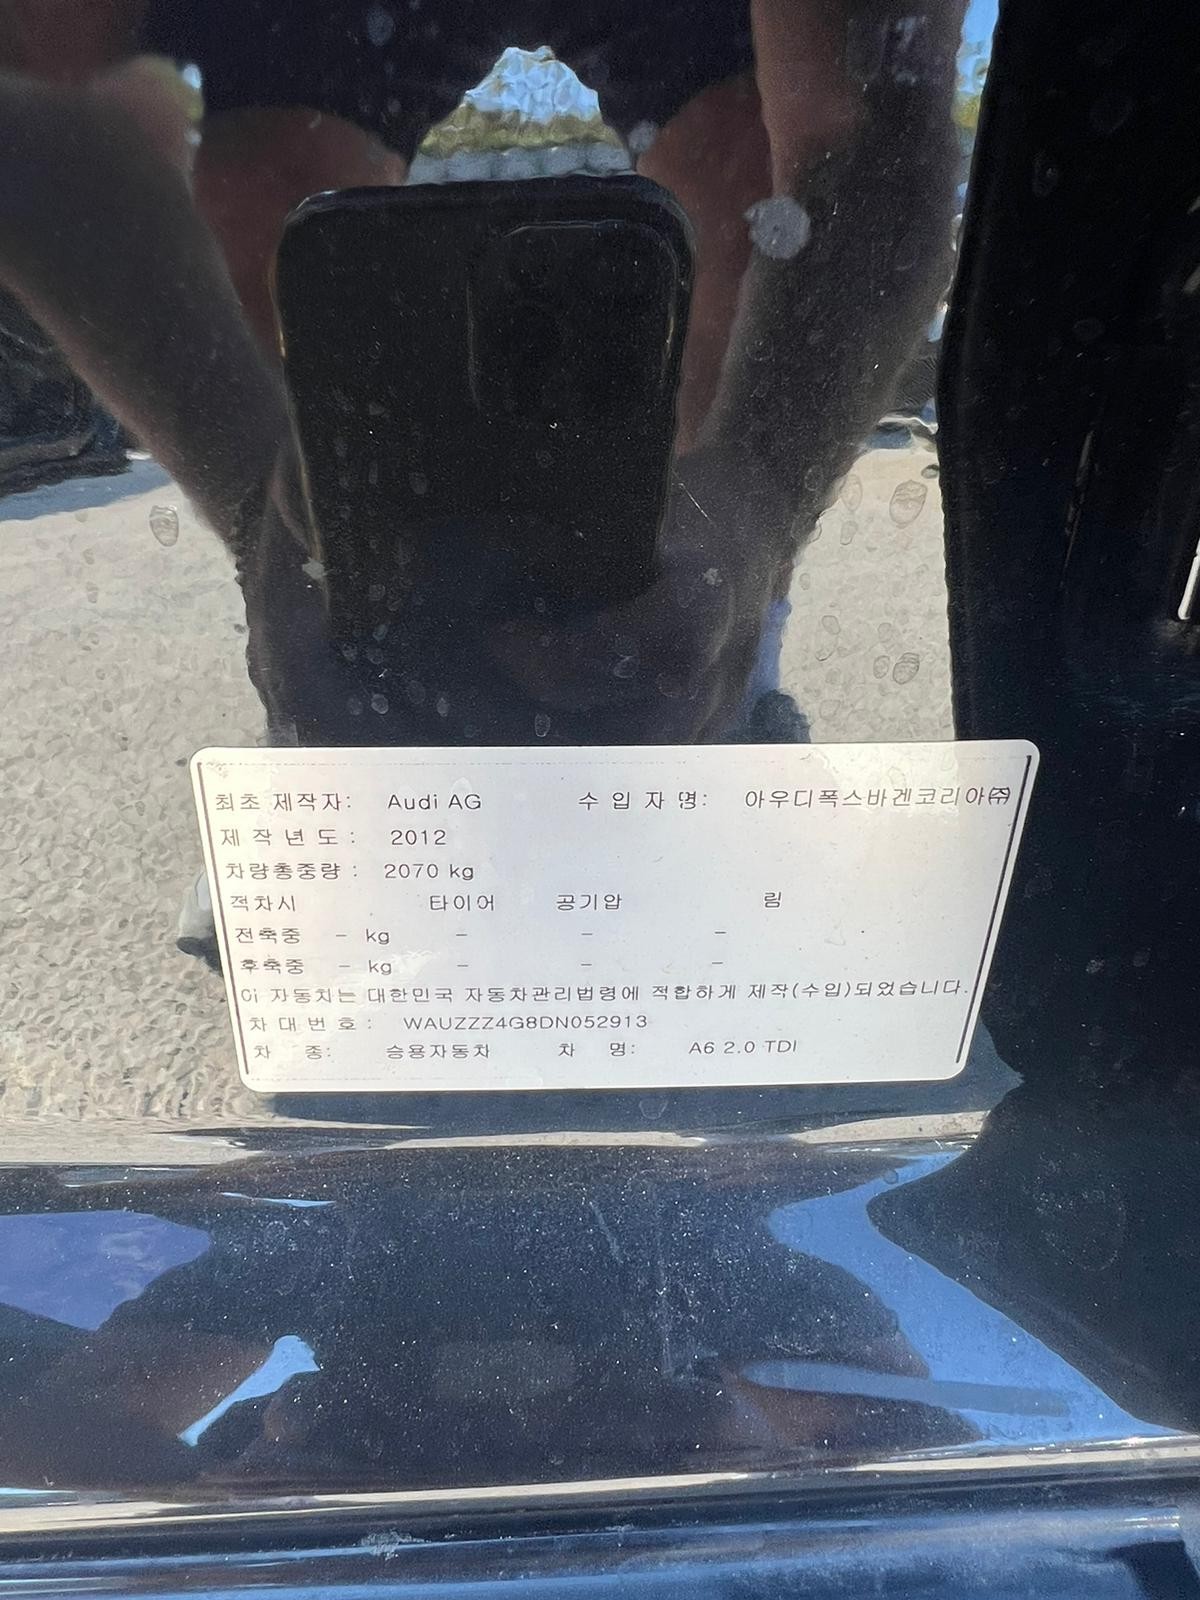 최초 제작자: Audi AG 수 입 자 명: 아우디폭스바겐코리아㈜
제 작 년 도 : 2012
차량총중량 : 2070 kg
적차시 타이어 공기압 림
전축중 - kg - - -
후축중 - kg - - -
이 자동차는 대한민국 자동차관리법령에 적합하게 제작(수입)되었습니다.
차 대 번 호 : WAUZZZ4G8DN052913
차 종: 승용자동차 차 명: A6 2.0 TDI